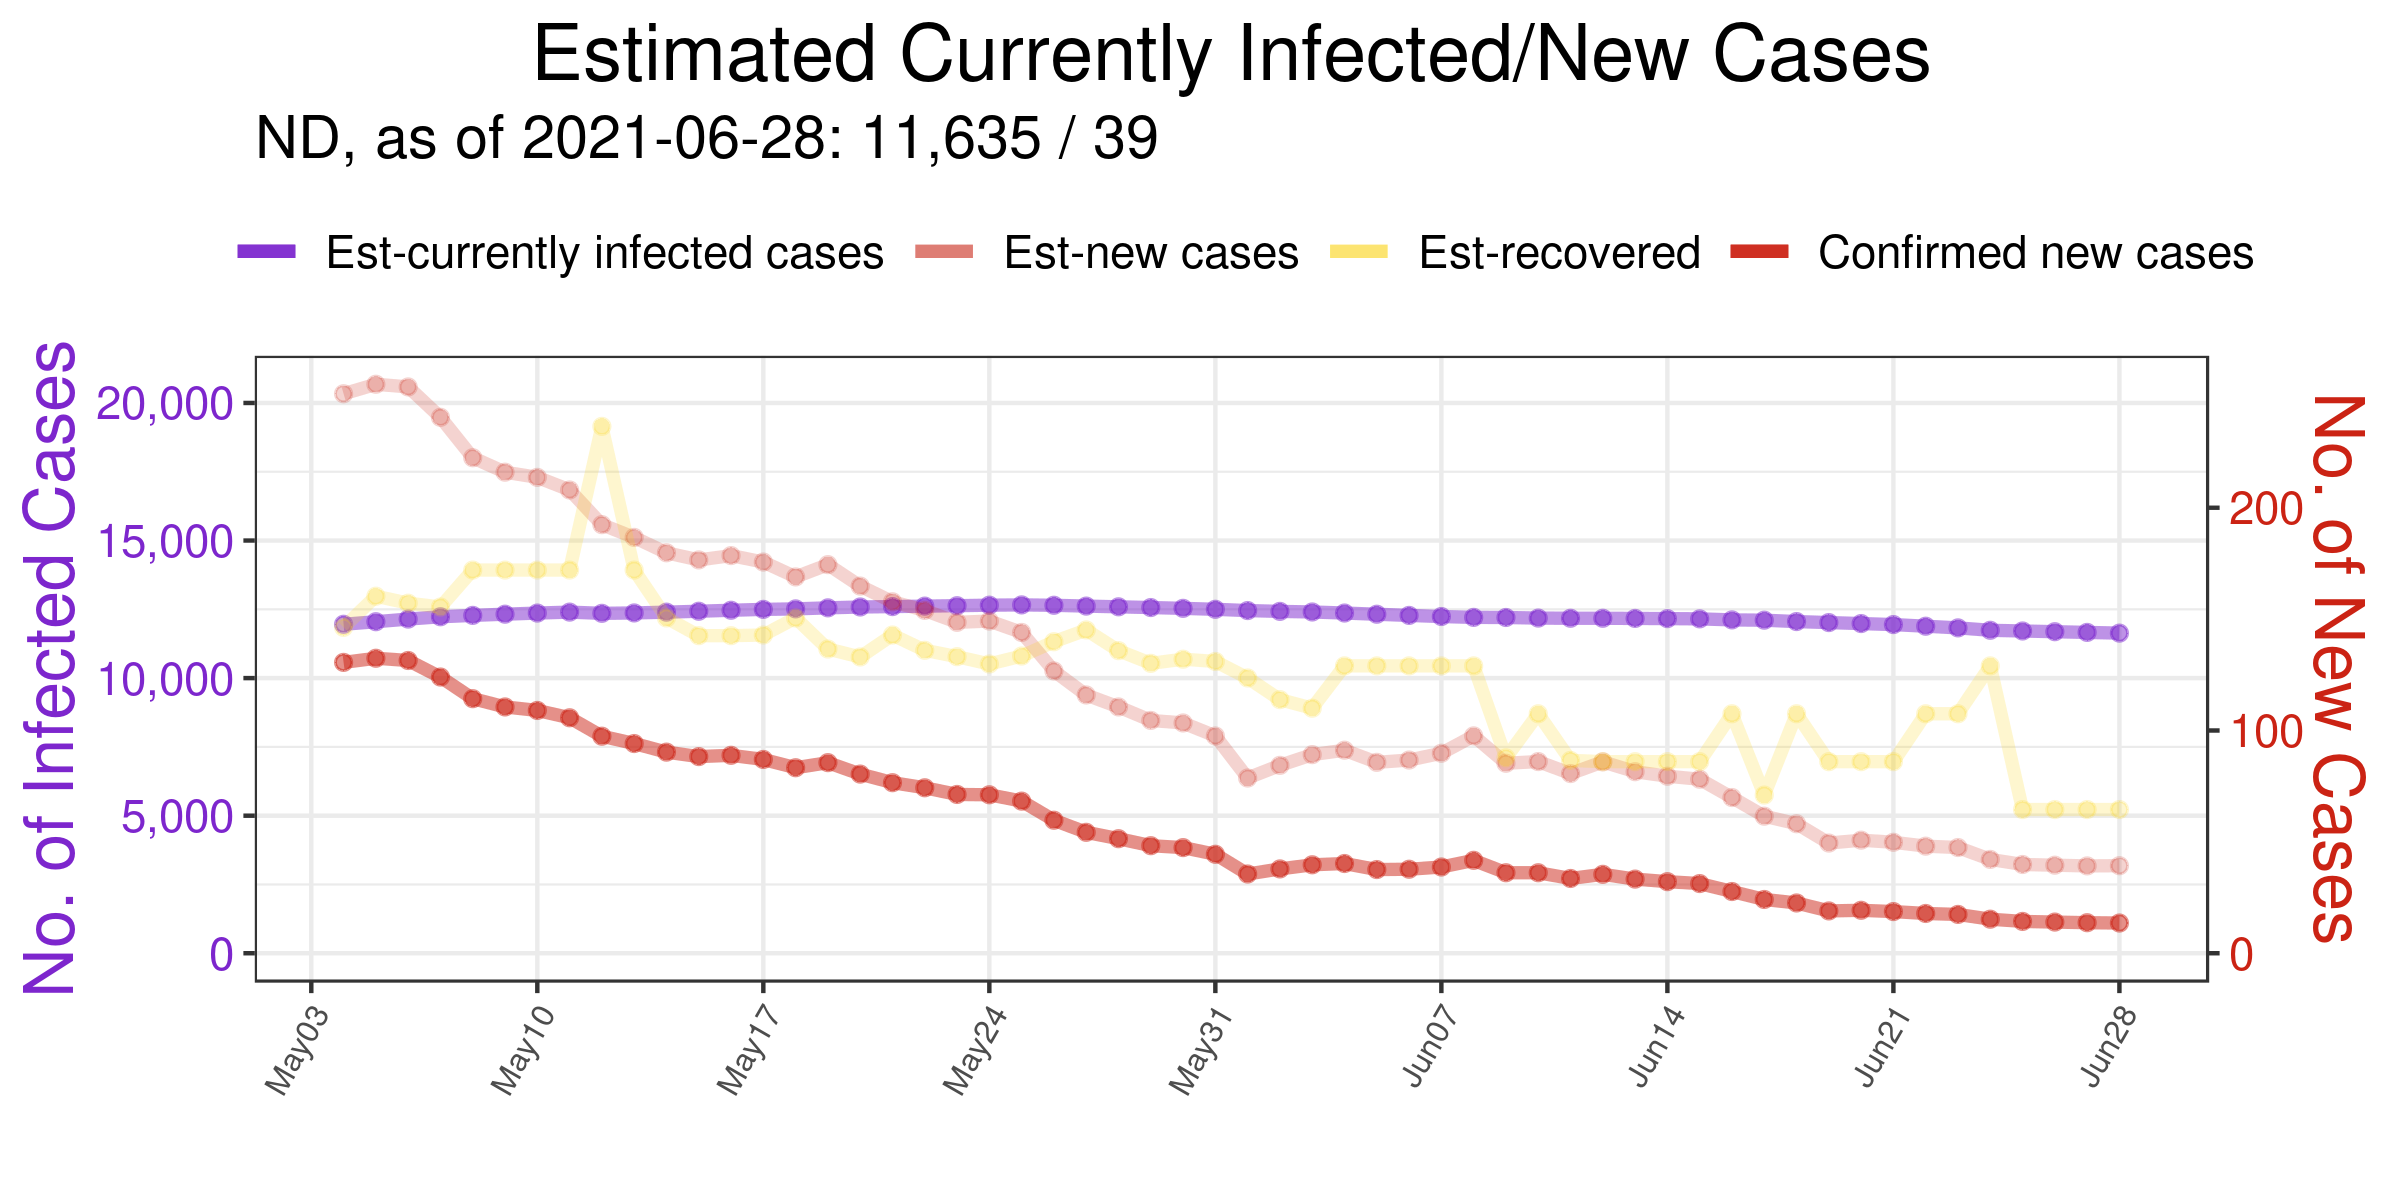 Estimated Currently Infected/New Cases
ND, as of 2021-06-28: 11,635 / 39
Est-currently infected cases Est-new cases Est-recovered Confirmed new cases
No. of Infected Cases
20,000
15,000
10,000
5,000
0
200
100
0
No. of New Cases
May03 May10 May17 May24 May31 Jun07 Jun14 Jun21 Jun28